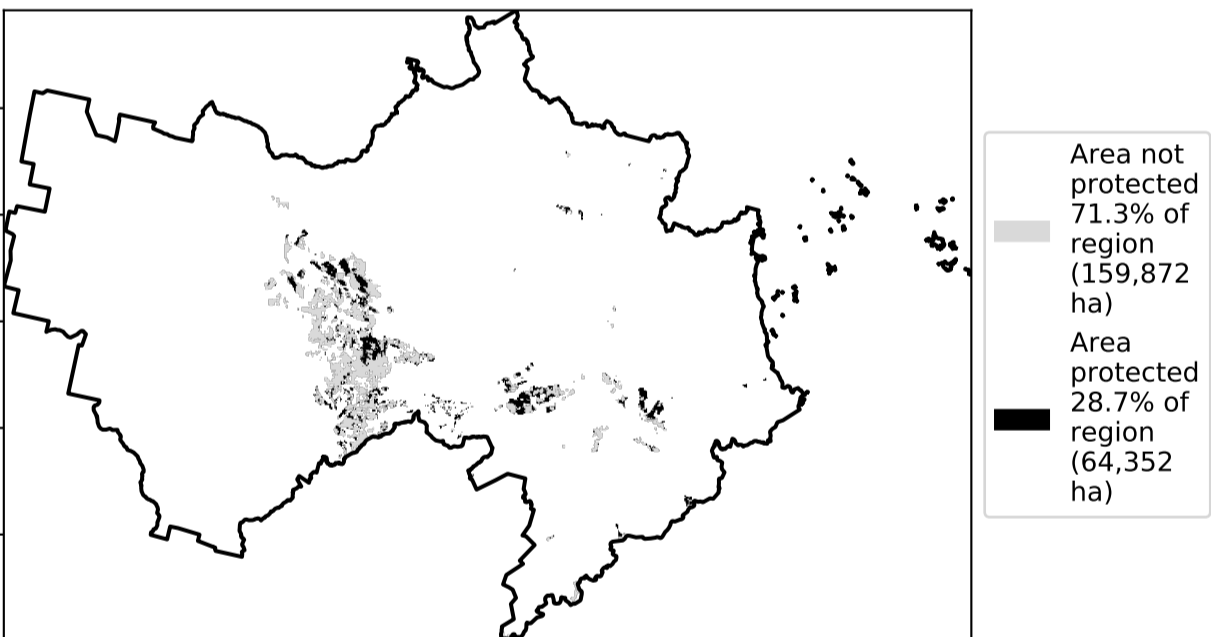 Area not
protected
71.3% of
region
(159,872
ha)
Area
protected
28.7% of
region
(64,352
ha)